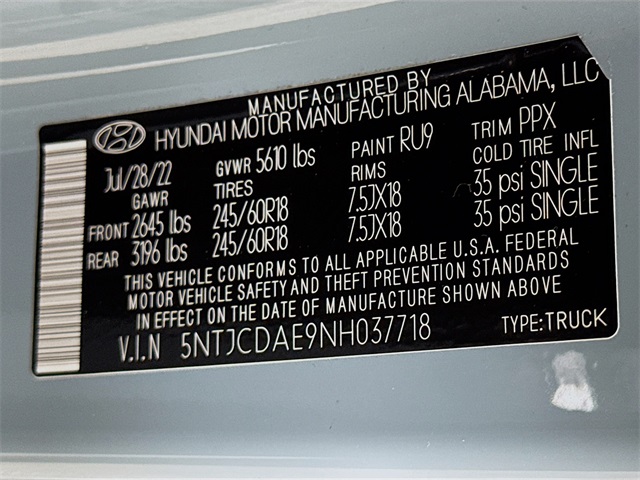 MANUFACTURED BY
HYUNDAI MOTOR MANUFACTURING ALABAMA, LLC
Jul/28/22 GVWR 5610 lbs PAINT RU9 TRIM PPX
GAWR TIRES RIMS COLD TIRE INFL
FRONT 2645 lbs 245/60R18 7.5JX18 35 psi SINGLE
REAR 3196 lbs 245/60R18 7.5JX18 35 psi SINGLE
THIS VEHICLE CONFORMS TO ALL APPLICABLE U.S.A. FEDERAL
MOTOR VEHICLE SAFETY AND THEFT PREVENTION STANDARDS
IN EFFECT ON THE DATE OF MANUFACTURE SHOWN ABOVE
V.I.N 5NTJCDAE9NH037718 TYPE:TRUCK